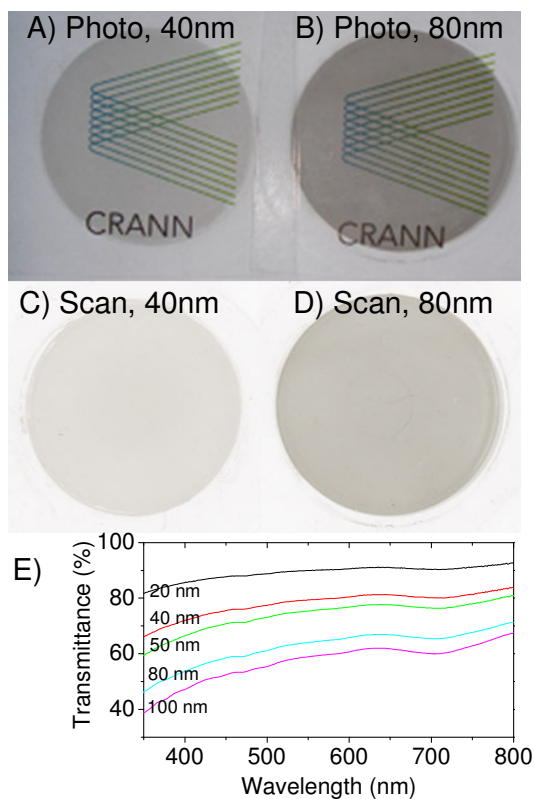 A) Photo, 40nm
B) Photo, 80nm
CRANN
CRANN
C) Scan, 40nm
D) Scan, 80nm
E)
Transmittance (%)
100
80
60
40
20 nm
40 nm
50 nm
80 nm
100 nm
400 500 600 700 800
Wavelength (nm)